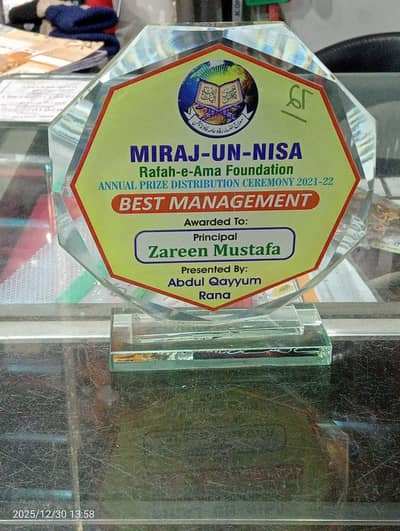 MIRAJ-UN-NISA
Rafah-e-Ama Foundation
ANNUAL PRIZE DISTRIBUTION CEREMONY 2021-22
BEST MANAGEMENT
Awarded To:
Principal
Zareen Mustafa
Presented By:
Abdul Qayyum
Rana
2025/12/30 13:58